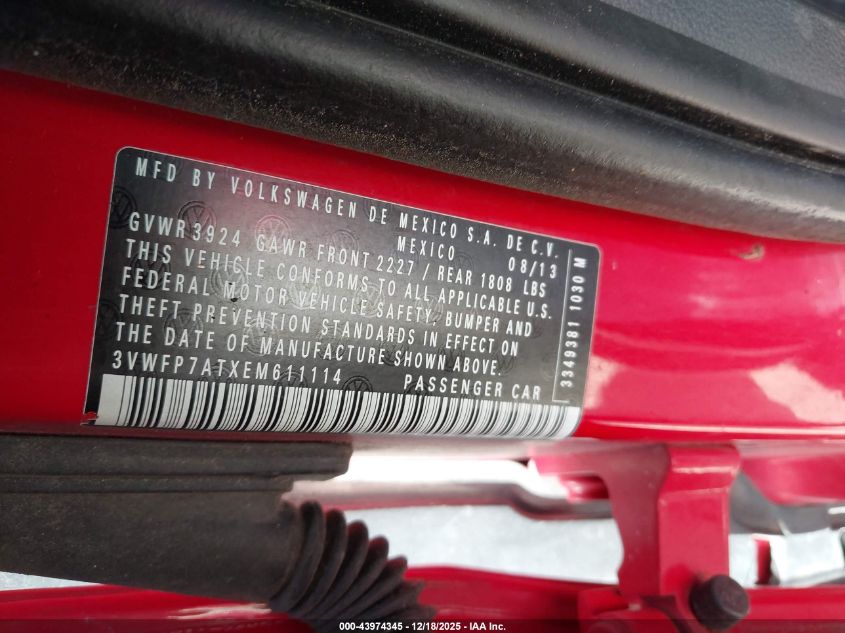 MFD BY VOLKSWAGEN DE MEXICO S.A. DE C.V.
MEXICO 08/13
GVWR 3924 GAWR FRONT 2227 / REAR 1808 LBS
THIS VEHICLE CONFORMS TO ALL APPLICABLE U.S.
FEDERAL MOTOR VEHICLE SAFETY, BUMPER AND
THEFT PREVENTION STANDARDS IN EFFECT ON
THE DATE OF MANUFACTURE SHOWN ABOVE.
3VWFP7ATXEM611114 PASSENGER CAR
3349381 1030 M
000-43974345 - 12/18/2025 - IAA Inc.